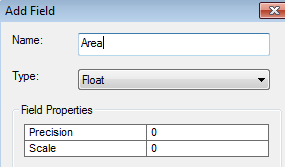 Add Field
Name: Area
Type: Float
Field Properties
Precision 0
Scale 0